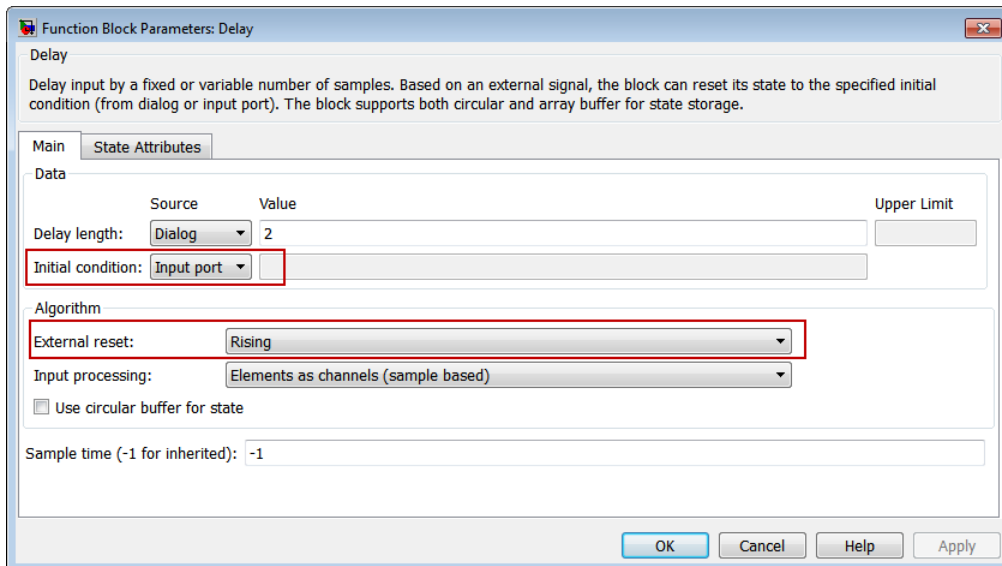 Function Block Parameters: Delay
Delay
Delay input by a fixed or variable number of samples. Based on an external signal, the block can reset its state to the specified initial
condition (from dialog or input port). The block supports both circular and array buffer for state storage.
Main State Attributes
Data
Source Value Upper Limit
Delay length: Dialog 2
Initial condition: Input port
Algorithm
External reset: Rising
Input processing: Elements as channels (sample based)
Use circular buffer for state
Sample time (-1 for inherited): -1
OK Cancel Help Apply